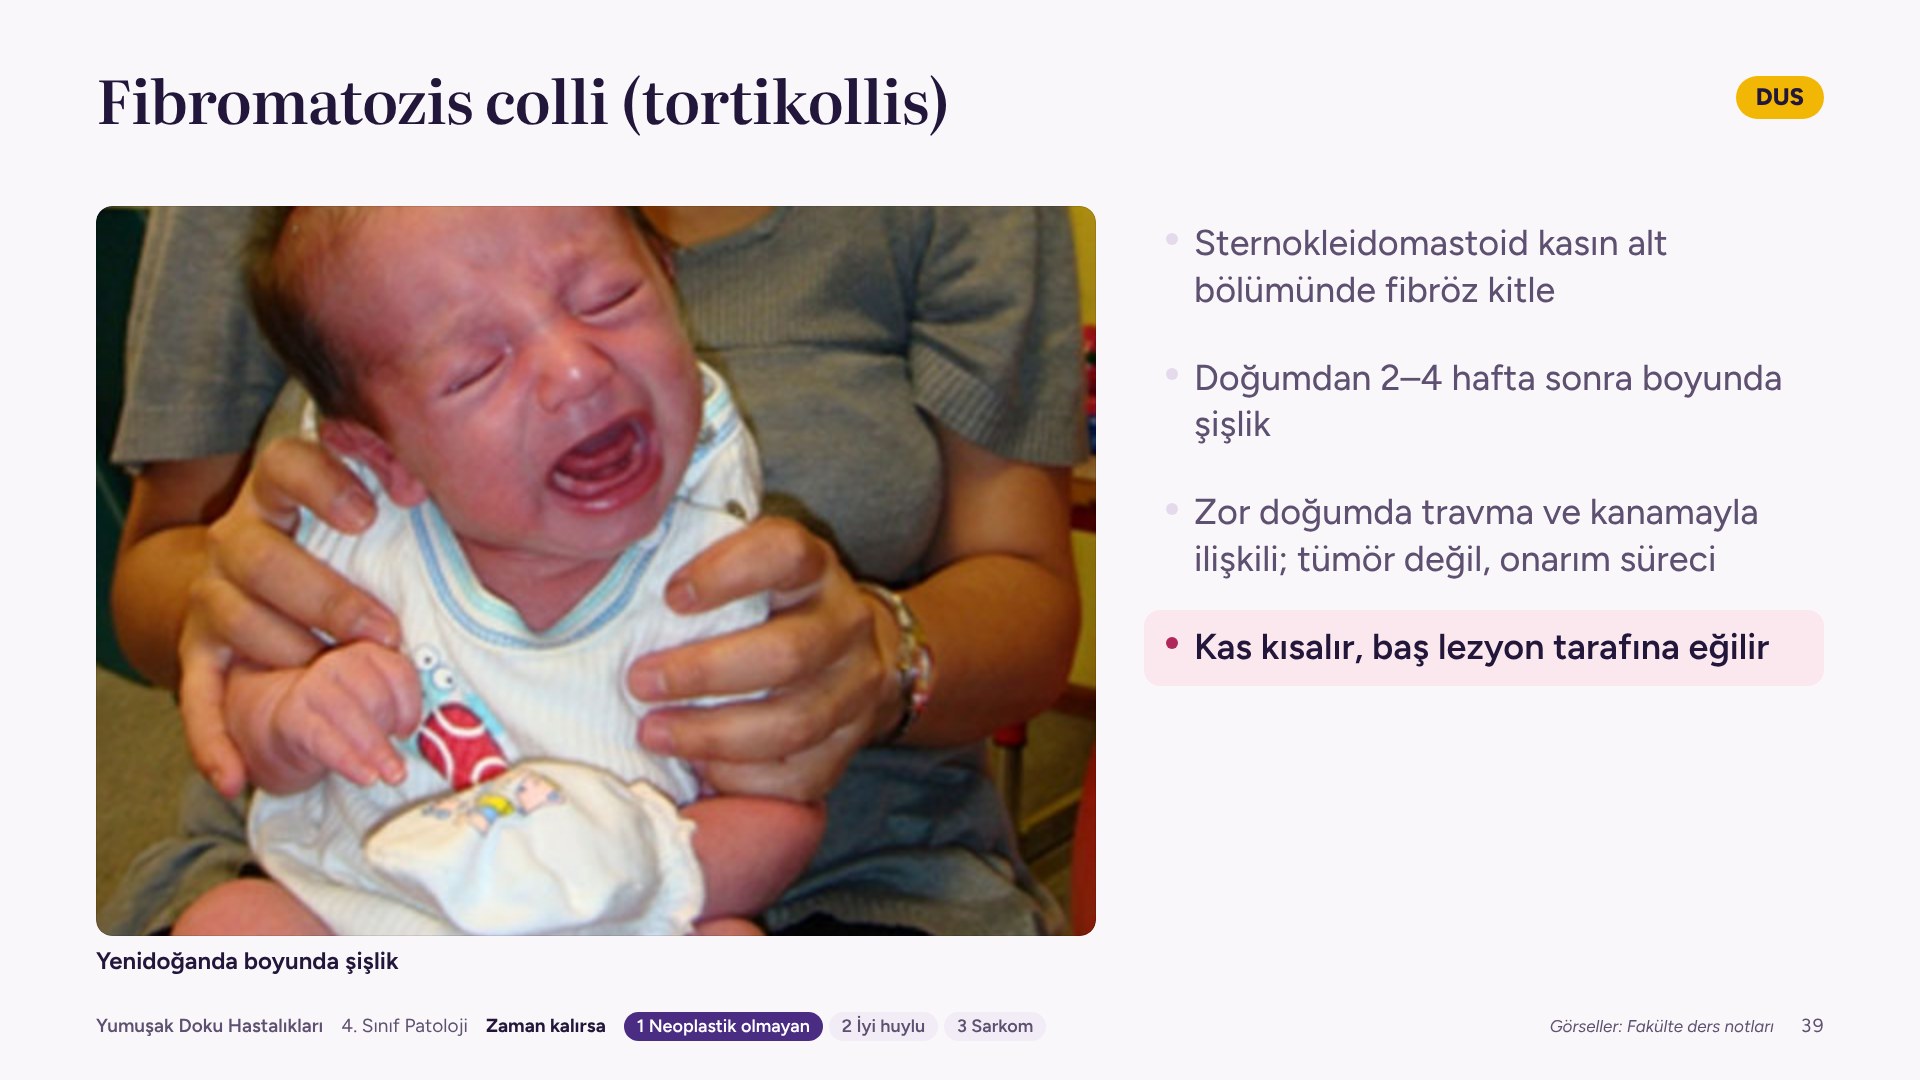 Fibromatozis colli (tortikollis)
DUS
Sternokleidomastoid kasın alt
bölümünde fibröz kitle
Doğumdan 2–4 hafta sonra boyunda
şişlik
Zor doğumda travma ve kanamayla
ilişkili; tümör değil, onarım süreci
Kas kısalır, baş lezyon tarafına eğilir
Yenidoğanda boyunda şişlik
Yumuşak Doku Hastalıkları 4. Sınıf Patoloji Zaman kalırsa 1 Neoplastik olmayan 2 İyi huylu 3 Sarkom
Görseller: Fakülte ders notları 39